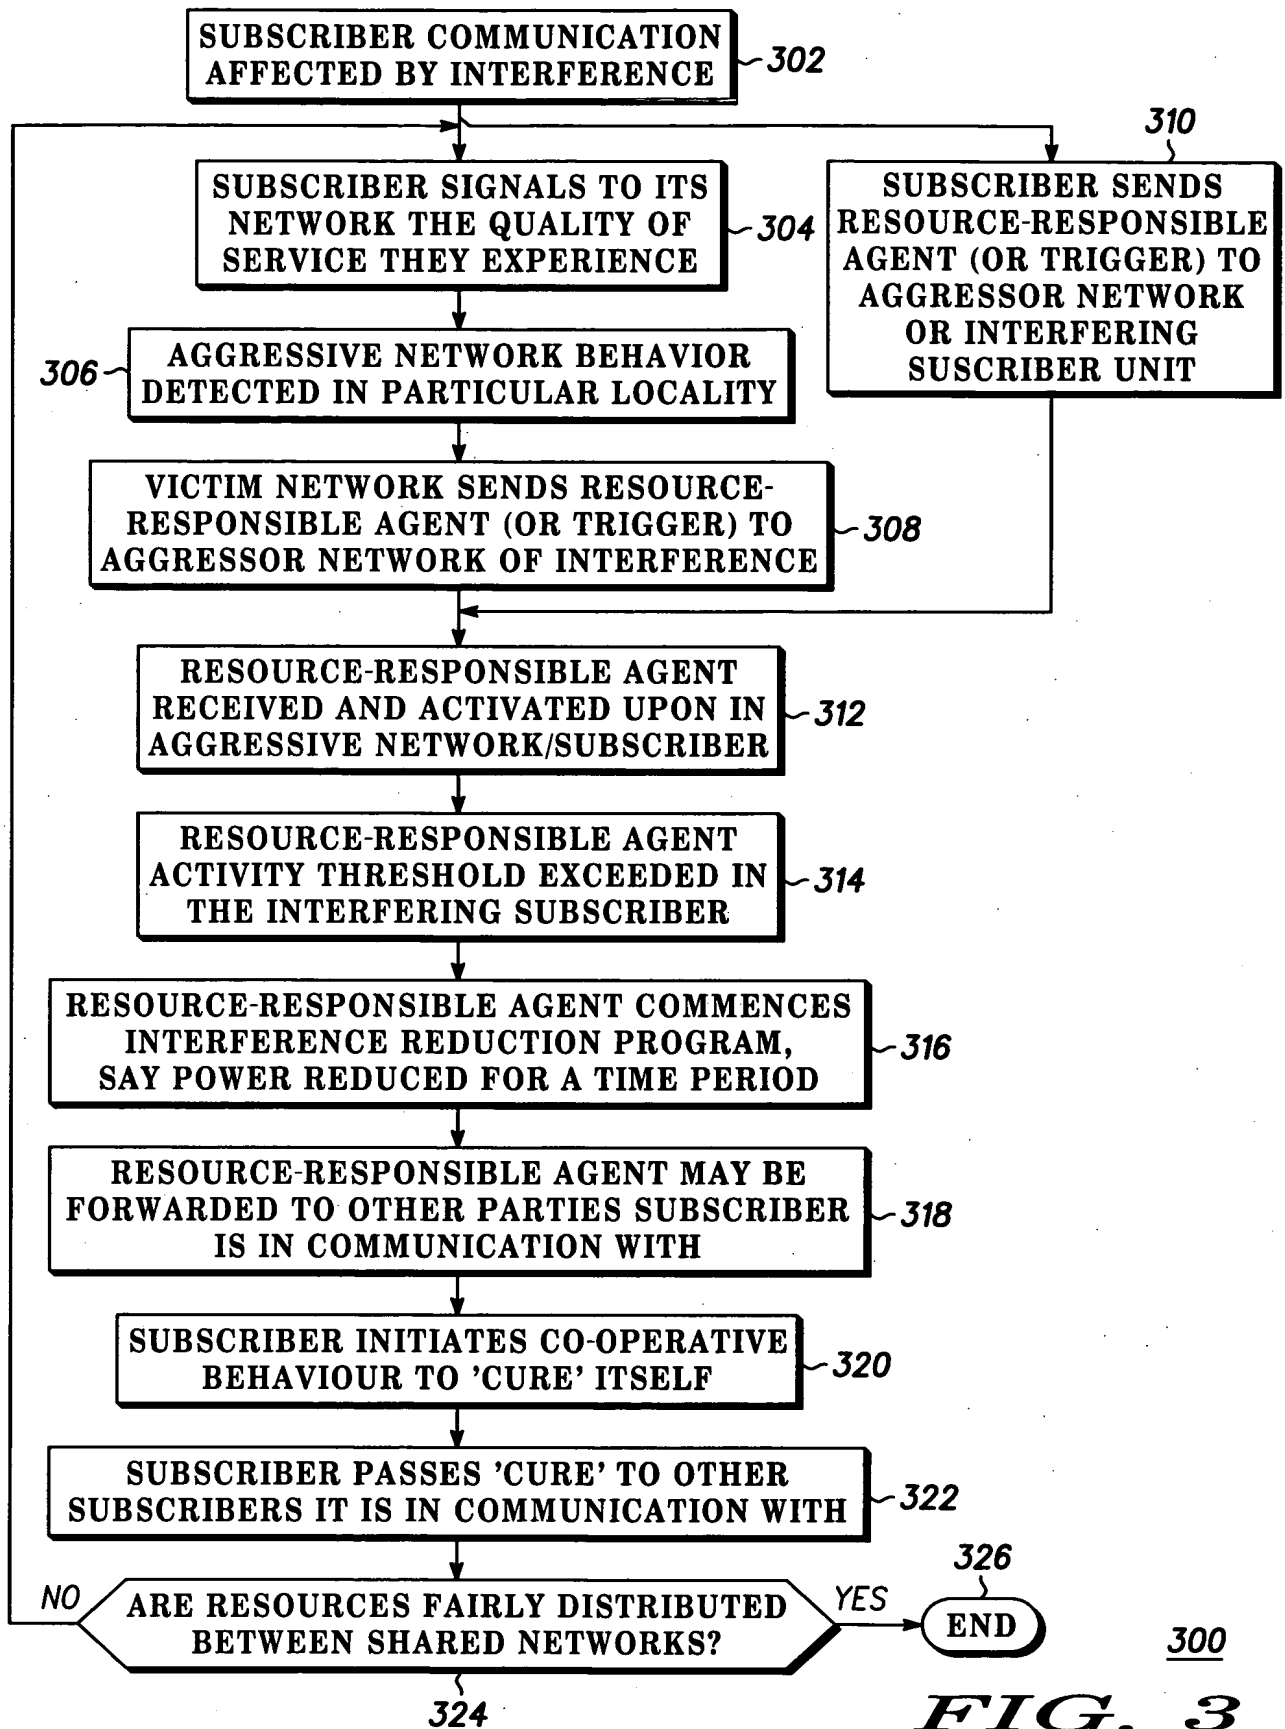 SUBSCRIBER COMMUNICATION
AFFECTED BY INTERFERENCE
302
SUBSCRIBER SIGNALS TO ITS
NETWORK THE QUALITY OF
SERVICE THEY EXPERIENCE
304
310
SUBSCRIBER SENDS
RESOURCE-RESPONSIBLE
AGENT (OR TRIGGER) TO
AGGRESSOR NETWORK
OR INTERFERING
SUSCRIBER UNIT
306
AGGRESSIVE NETWORK BEHAVIOR
DETECTED IN PARTICULAR LOCALITY
VICTIM NETWORK SENDS RESOURCE-
RESPONSIBLE AGENT (OR TRIGGER) TO
AGGRESSOR NETWORK OF INTERFERENCE
308
RESOURCE-RESPONSIBLE AGENT
RECEIVED AND ACTIVATED UPON IN
AGGRESSIVE NETWORK/SUBSCRIBER
312
RESOURCE-RESPONSIBLE AGENT
ACTIVITY THRESHOLD EXCEEDED IN
THE INTERFERING SUBSCRIBER
314
RESOURCE-RESPONSIBLE AGENT COMMENCES
INTERFERENCE REDUCTION PROGRAM,
SAY POWER REDUCED FOR A TIME PERIOD
316
RESOURCE-RESPONSIBLE AGENT MAY BE
FORWARDED TO OTHER PARTIES SUBSCRIBER
IS IN COMMUNICATION WITH
318
SUBSCRIBER INITIATES CO-OPERATIVE
BEHAVIOUR TO 'CURE' ITSELF
320
SUBSCRIBER PASSES 'CURE' TO OTHER
SUBSCRIBERS IT IS IN COMMUNICATION WITH
322
NO
ARE RESOURCES FAIRLY DISTRIBUTED
BETWEEN SHARED NETWORKS?
324
YES
326
END
300
FIG. 3